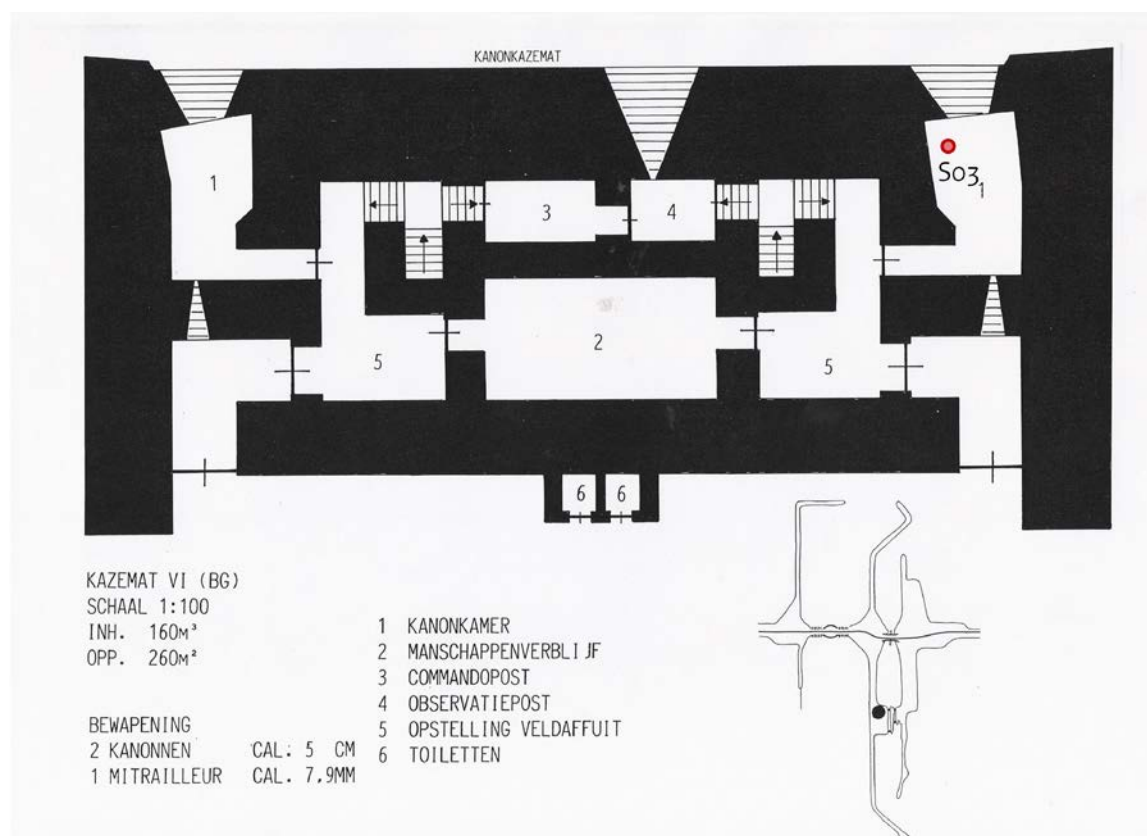 KANONKAZEMAT
1
S03
1
3
4
5
2
5
6
6
KAZEMAT VI (BG)
SCHAAL 1:100
INH. 160M³
OPP. 260M²
BEWAPENING
2 KANONNEN CAL. 5 CM
1 MITRAILLEUR CAL. 7,9MM
1 KANONKAMER
2 MANSCHAPPENVERBLIJF
3 COMMANDOPOST
4 OBSERVATIEPOST
5 OPSTELLING VELDAFFUIT
6 TOILETTEN